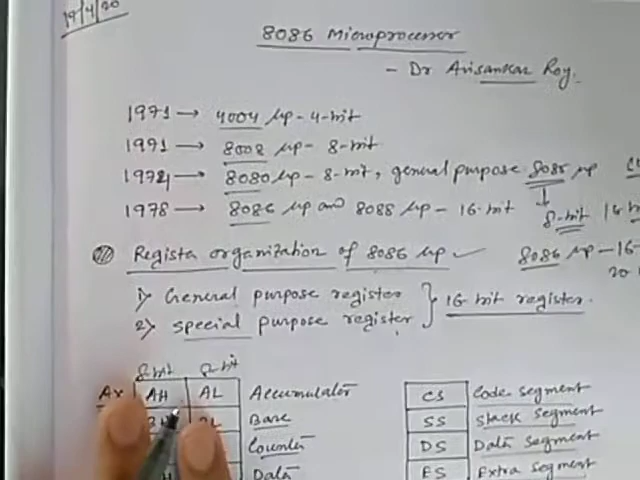 19/4/20
8086 Microprocessor
- Dr Avisankar Roy.
1971 → 4004 μp - 4-bit
1991 → 8008 μp - 8-bit
1974 → 8080 μp - 8-bit, general purpose 8085 μp
8-bit
1978 → 8086 μp and 8088 μp - 16-bit
Register organization of 8086 μp
8086 μp - 16-
20
1) General purpose register
16-bit register.
2) special purpose register
8 bit 8 bit
AX AH AL Accumulator
CS Code segment
Base
SS Stack segment
Counter
DS Data segment
Data
ES Extra segment